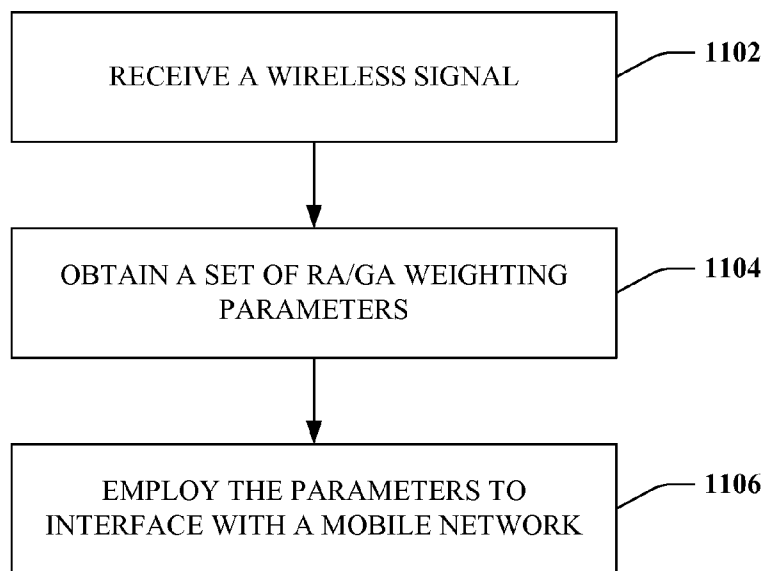 RECEIVE A WIRELESS SIGNAL
1102
OBTAIN A SET OF RA/GA WEIGHTING
PARAMETERS
1104
EMPLOY THE PARAMETERS TO
INTERFACE WITH A MOBILE NETWORK
1106